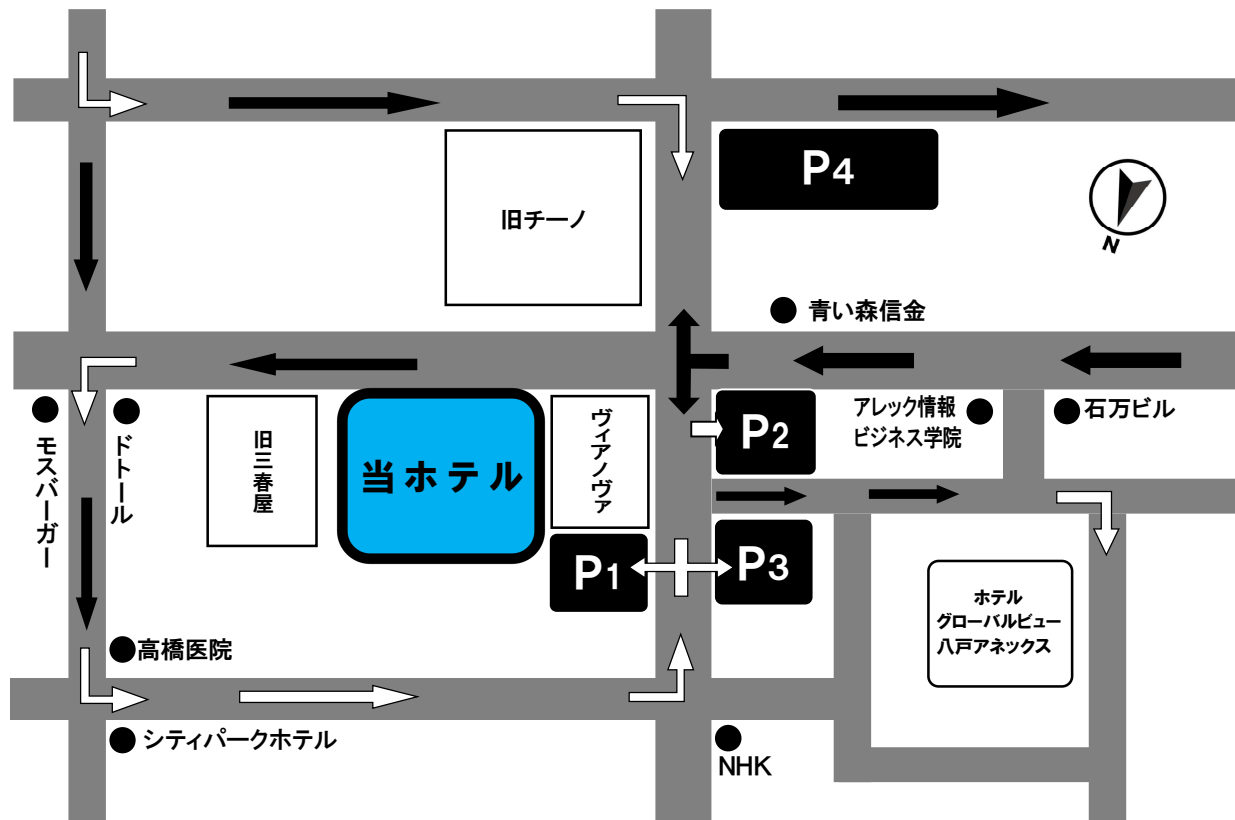 P4
旧チーノ
N
青い森信金
モスバーガー
ドトール
旧三春屋
当ホテル
ヴィアノヴァ
P2
アレック情報
ビジネス学院
石万ビル
P1
P3
ホテル
グローバルビュー
八戸アネックス
高橋医院
シティパークホテル
NHK